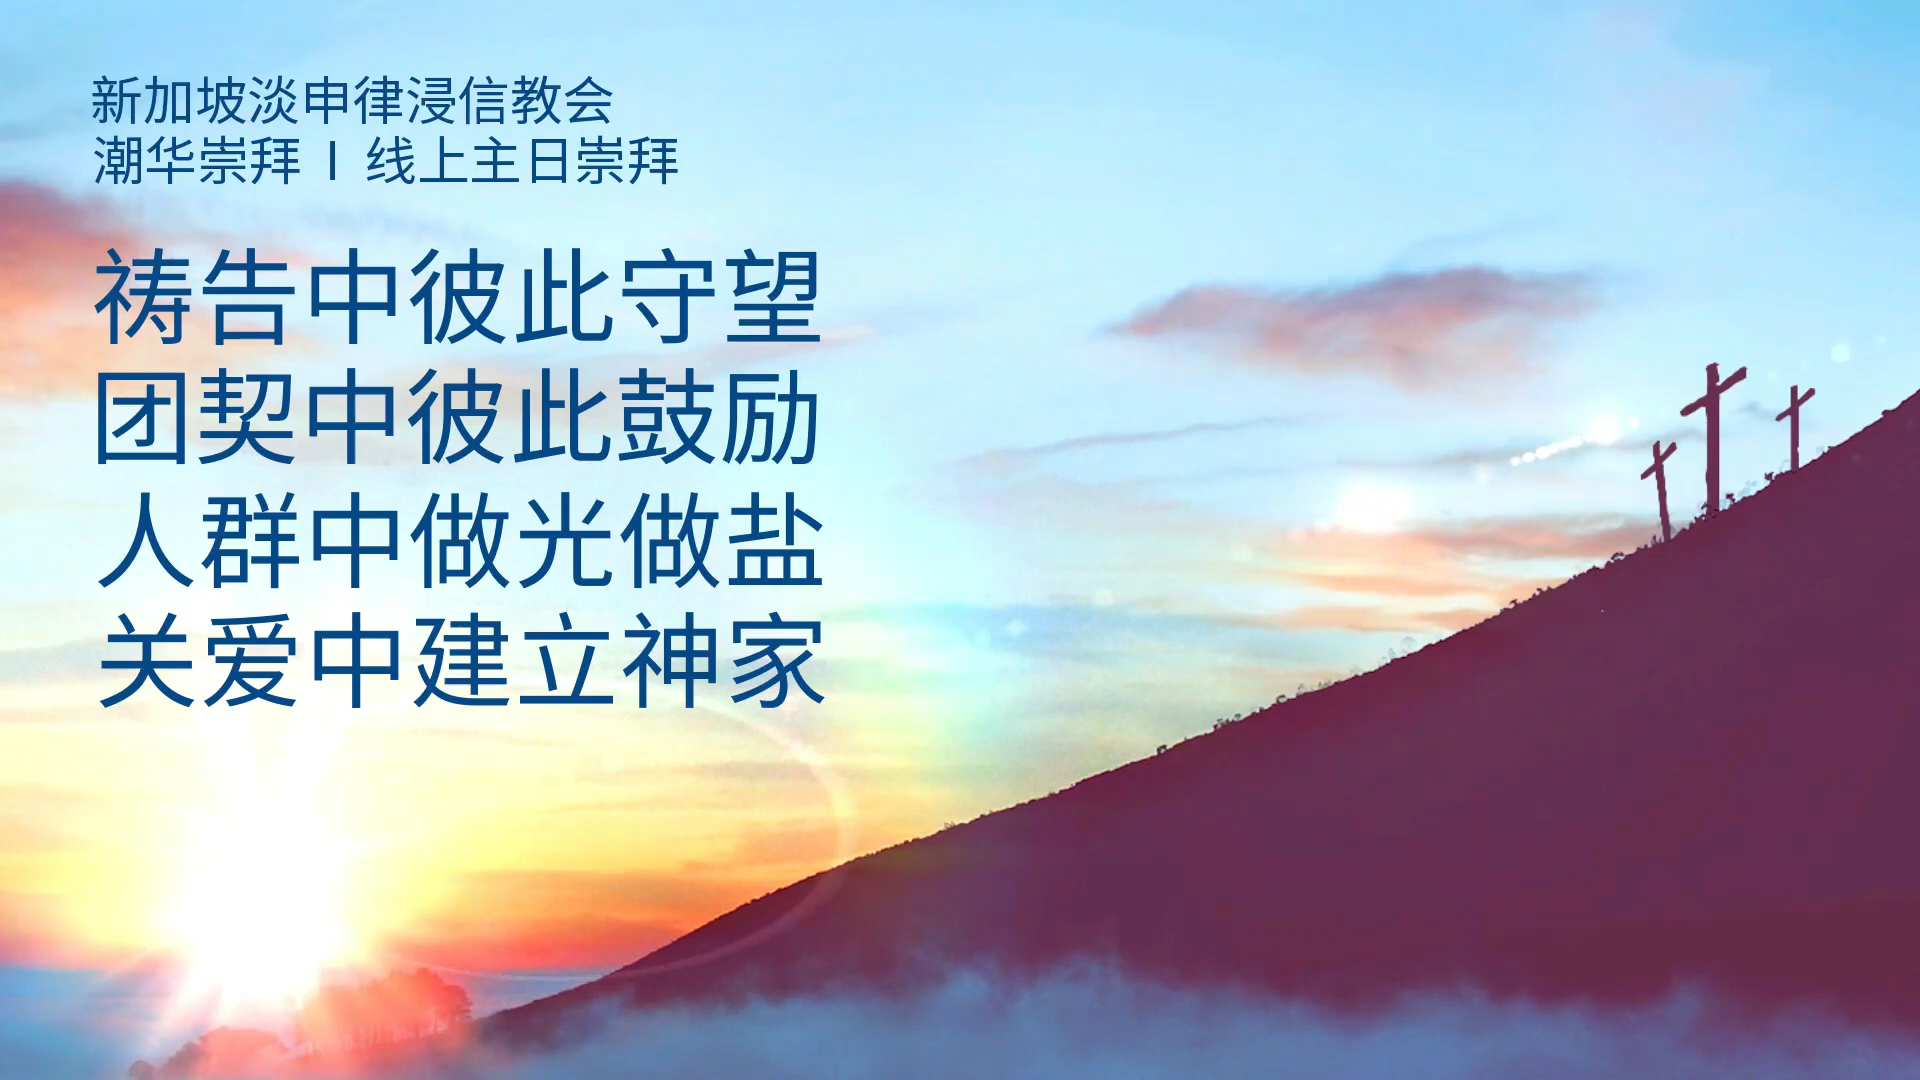 新加坡淡申律浸信教会
潮华崇拜 I 线上主日崇拜
祷告中彼此守望
团契中彼此鼓励
人群中做光做盐
关爱中建立神家